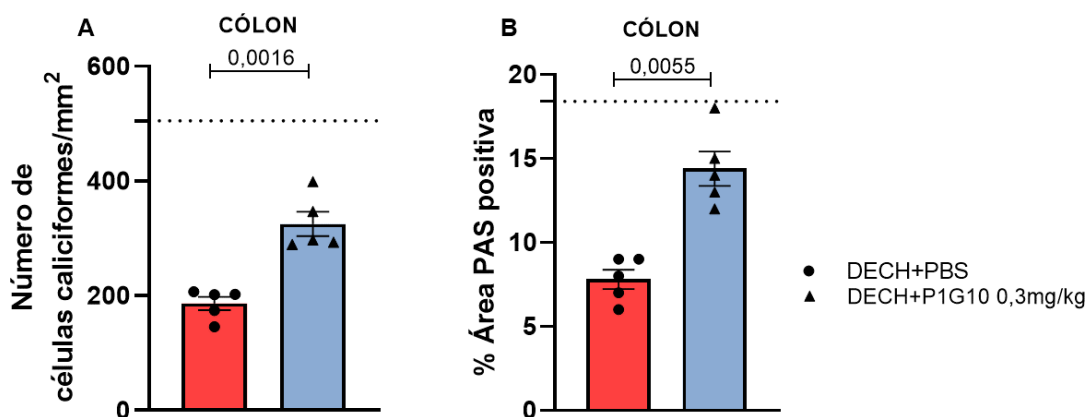 A
CÓLON
0,0016
600
400
200
0
Número de
células caliciformes/mm²
B
CÓLON
0,0055
20
15
10
5
0
% Área PAS positiva
DECH+PBS
DECH+P1G10 0,3mg/kg